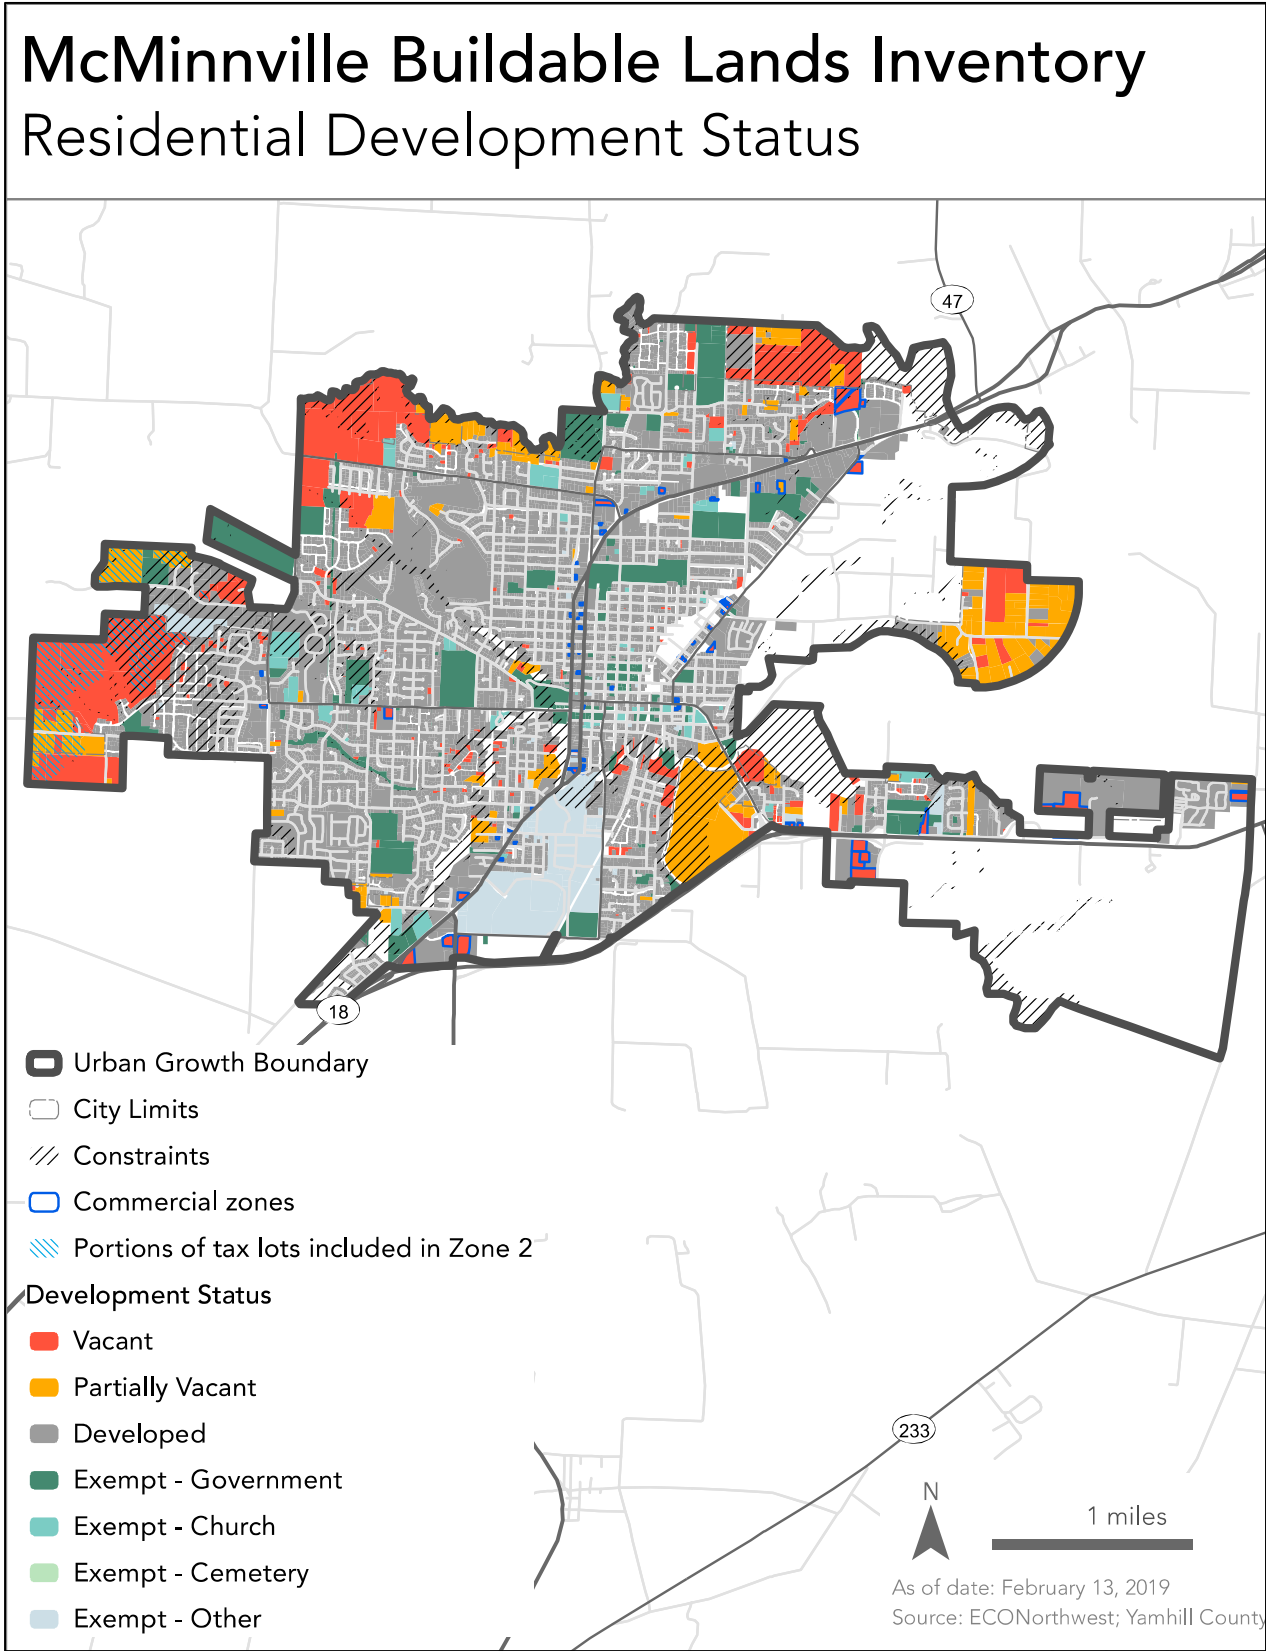 McMinnville Buildable Lands Inventory
Residential Development Status
47
18
Urban Growth Boundary
City Limits
Constraints
Commercial zones
Portions of tax lots included in Zone 2
Development Status
Vacant
Partially Vacant
Developed
Exempt - Government
Exempt - Church
Exempt - Cemetery
Exempt - Other
233
N
1 miles
As of date: February 13, 2019
Source: ECONorthwest; Yamhill County